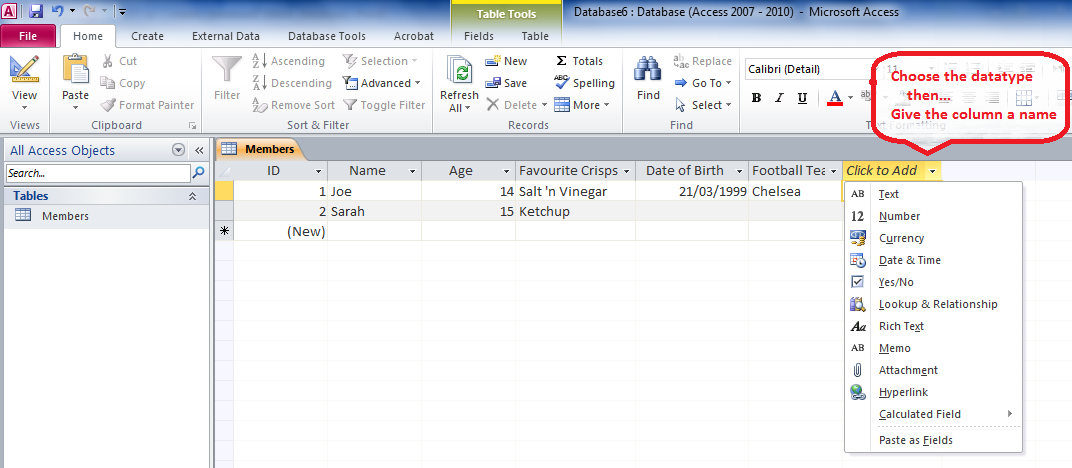 Table Tools
Database6 : Database (Access 2007 - 2010) - Microsoft Access
File Home Create External Data Database Tools Acrobat Fields Table
View
Views
Paste
Cut
Copy
Format Painter
Clipboard
Filter
Ascending
Descending
Remove Sort
Selection
Advanced
Toggle Filter
Sort & Filter
Refresh
All
New
Save
Delete
Totals
Spelling
More
Records
Find
Replace
Go To
Select
Find
Calibri (Detail) 11
B I U A
Choose the datatype
then...
Give the column a name
All Access Objects
Search...
Tables
Members
Members
ID Name Age Favourite Crisps Date of Birth Football Tea Click to Add
1 Joe 14 Salt 'n Vinegar 21/03/1999 Chelsea
2 Sarah 15 Ketchup
(New)
AB Text
12 Number
Currency
Date & Time
Yes/No
Lookup & Relationship
Aa Rich Text
AB Memo
Attachment
Hyperlink
Calculated Field
Paste as Fields